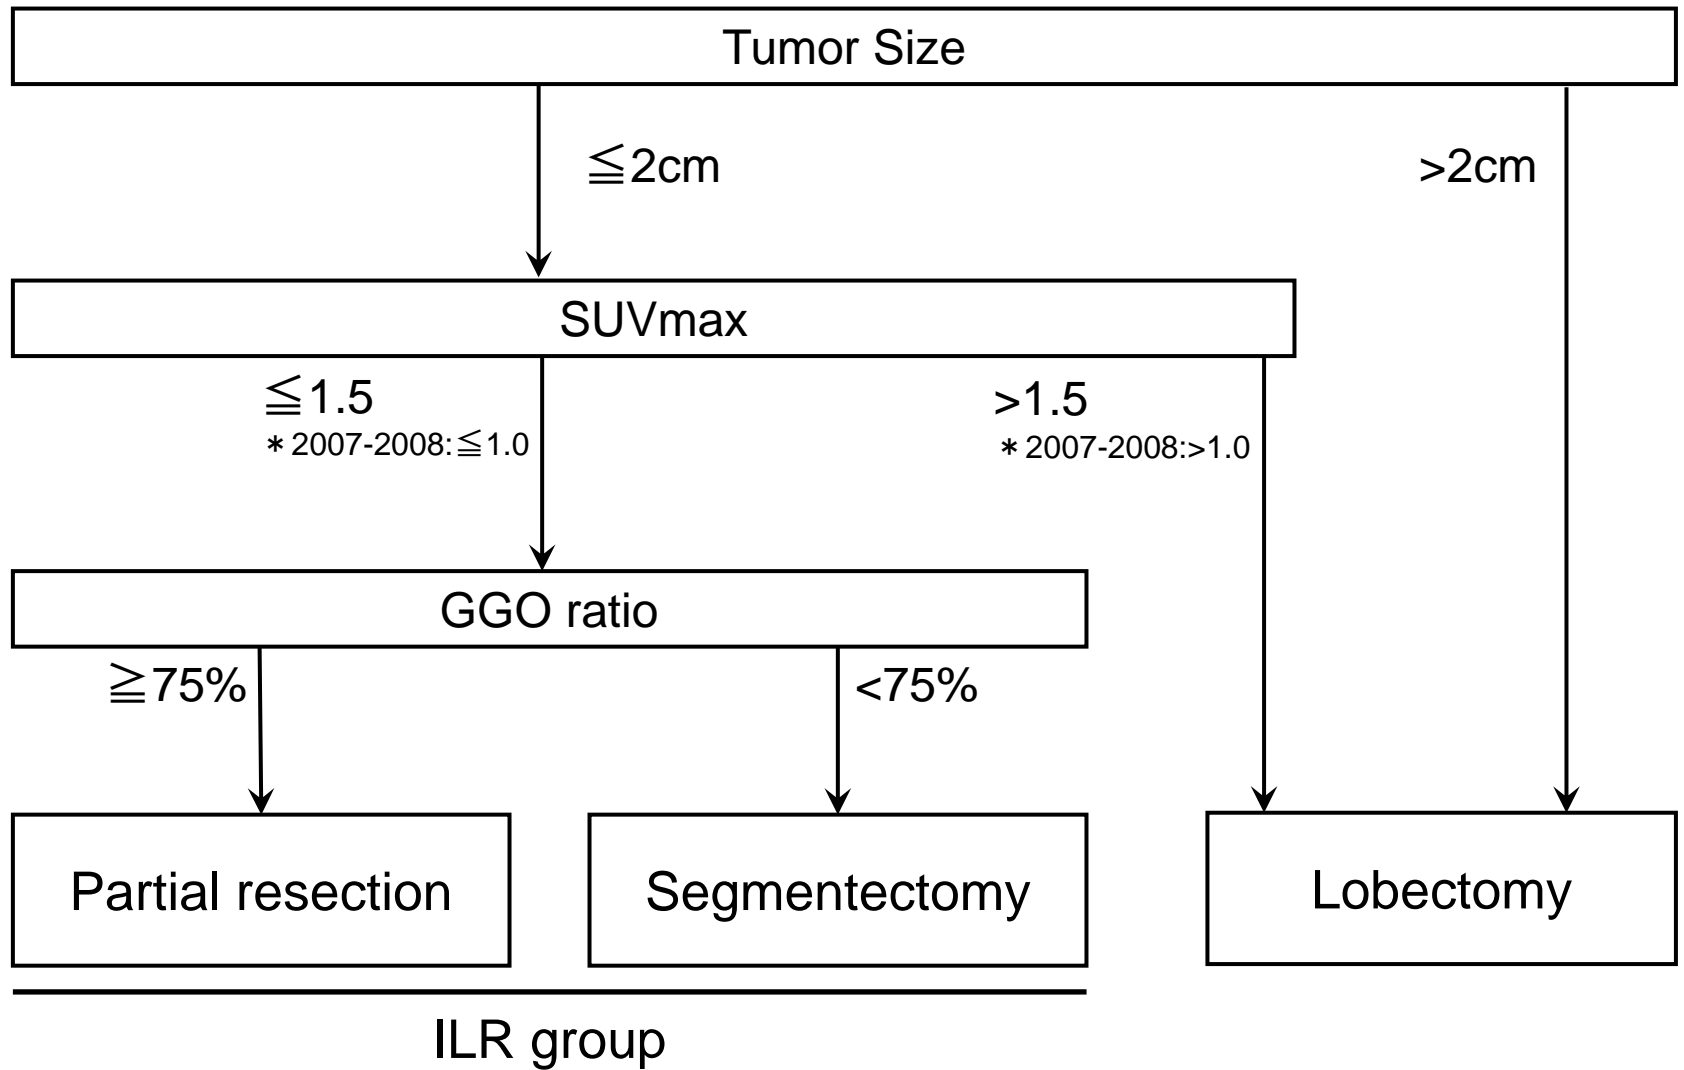 Tumor Size
≦2cm
>2cm
SUVmax
≦1.5
>1.5
*2007-2008:≦1.0
*2007-2008:>1.0
GGO ratio
≧75%
<75%
Partial resection
Segmentectomy
Lobectomy
ILR group